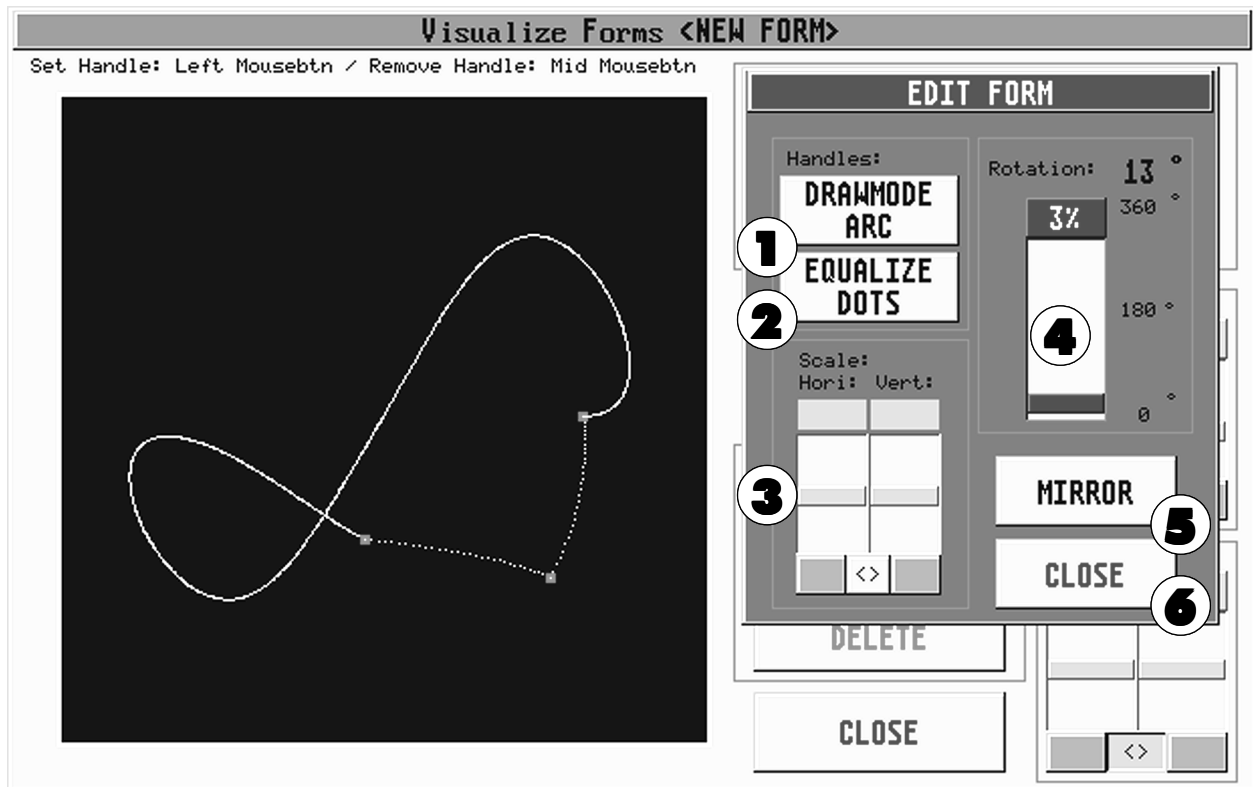 Visualize Forms <NEW FORM>
Set Handle: Left Mousebtn / Remove Handle: Mid Mousebtn
EDIT FORM
Handles:
DRAWMODE
ARC
1
EQUALIZE
DOTS
2
Rotation: 13 °
360 °
3%
180 °
4
0 °
Scale:
Hori: Vert:
3
<>
MIRROR
5
CLOSE
6
DELETE
CLOSE
<>